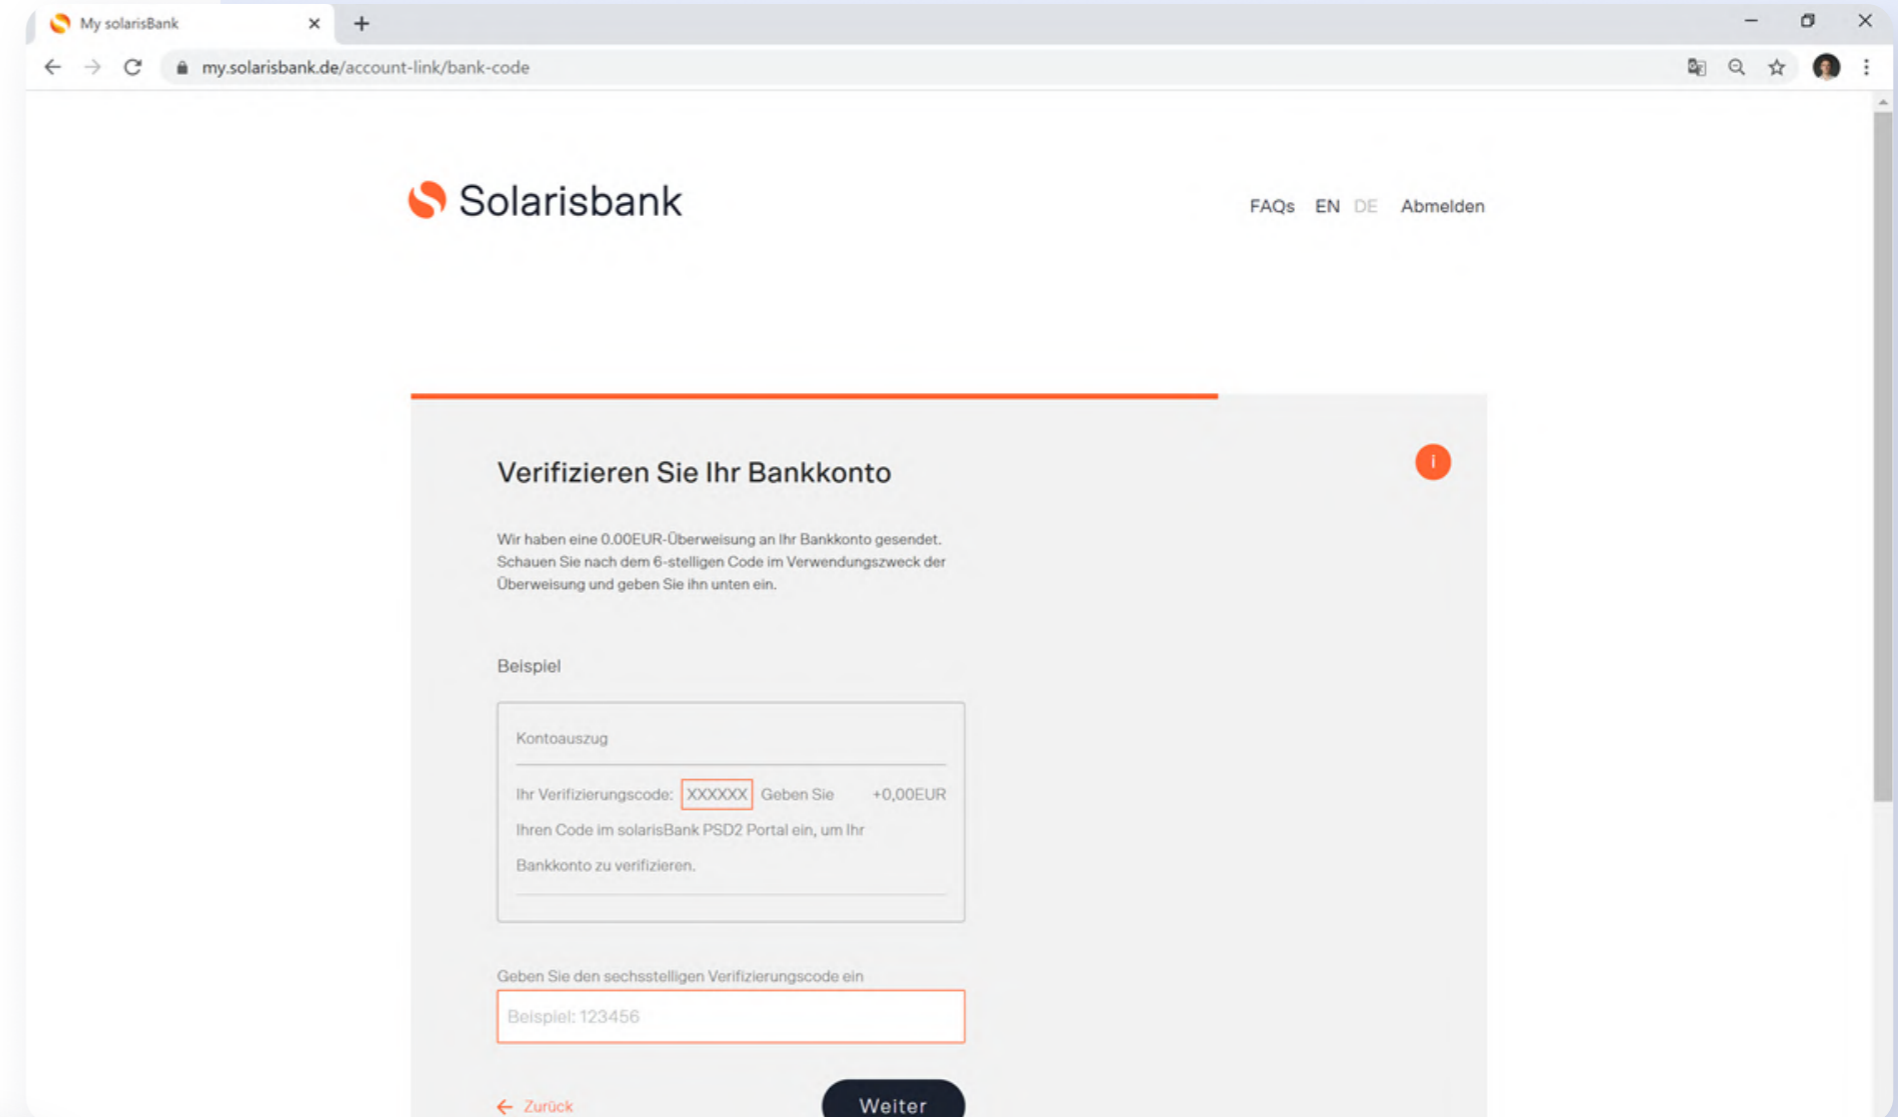 My solarisBank
my.solarisbank.de/account-link/bank-code
Solarisbank
FAQs EN DE Abmelden
Verifizieren Sie Ihr Bankkonto
i
Wir haben eine 0.00EUR-Überweisung an Ihr Bankkonto gesendet.
Schauen Sie nach dem 6-stelligen Code im Verwendungszweck der
Überweisung und geben Sie ihn unten ein.
Beispiel
Kontoauszug
Ihr Verifizierungscode: XXXXXX Geben Sie +0,00EUR
Ihren Code im solarisBank PSD2 Portal ein, um Ihr
Bankkonto zu verifizieren.
Geben Sie den sechsstelligen Verifizierungscode ein
Beispiel: 123456
Zurück Weiter